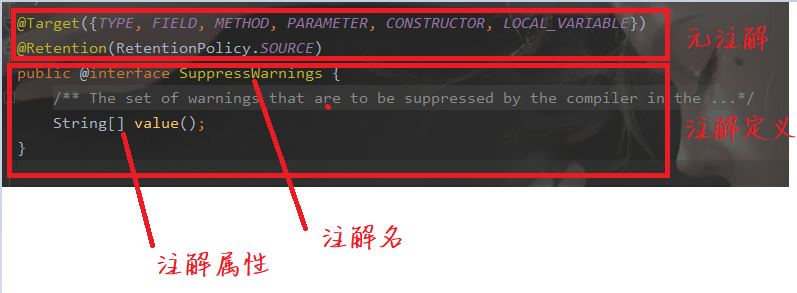 @Target({TYPE, FIELD, METHOD, PARAMETER, CONSTRUCTOR, LOCAL_VARIABLE})
@Retention(RetentionPolicy.SOURCE)
元注解
public @interface SuppressWarnings {
/** The set of warnings that are to be suppressed by the compiler in the ...*/
String[] value();
}
注解定义
注解名
注解属性